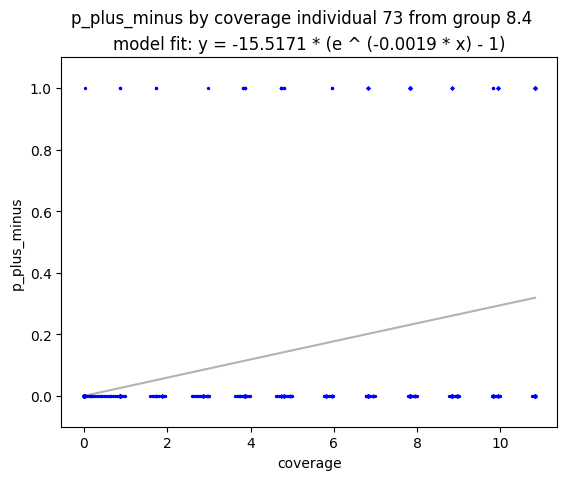 p_plus_minus by coverage individual 73 from group 8.4
model fit: y = -15.5171 * (e ^ (-0.0019 * x) - 1)
1.0
0.8
0.6
0.4
0.2
0.0
p_plus_minus
0 2 4 6 8 10
coverage